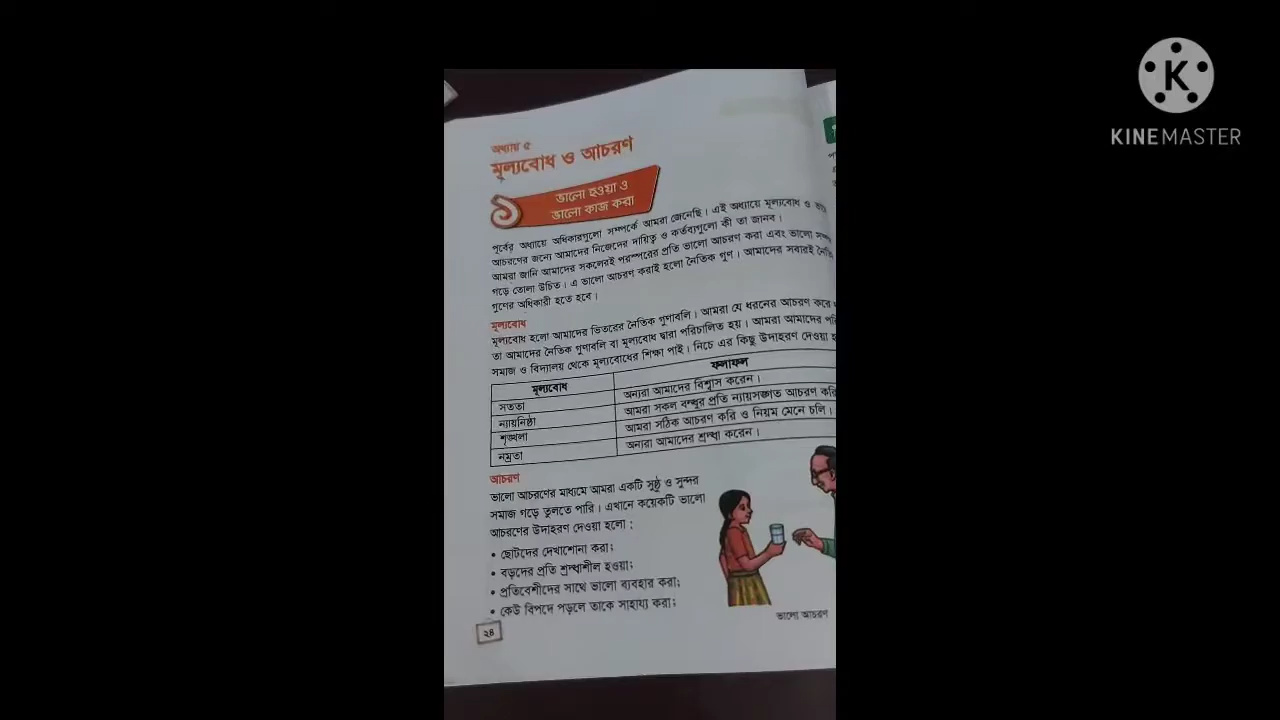 KINEMASTER
অধ্যায় ৫
মূল্যবোধ ও আচরণ
১
ভালো হওয়া ও
ভালো কাজ করা
পূর্বের অধ্যায়ে অধিকারগুলো সম্পর্কে আমরা জেনেছি। এই অধ্যায়ে মূল্যবোধ ও
আচরণের জন্যে আমাদের নিজেদের দায়িত্ব ও কর্তব্যগুলো কী তা জানব।
আমরা জানি আমাদের সকলেরই পরস্পরের প্রতি ভালো আচরণ করা এবং ভালো
গড়ে তোলা উচিত। এ ভালো আচরণ করাই হলো নৈতিক গুণ। আমাদের সবারই
গুণের অধিকারী হতে হবে।
মূল্যবোধ
মূল্যবোধ হলো আমাদের ভিতরের নৈতিক গুণাবলি। আমরা যে ধরনের আচরণ করে
তা আমাদের নৈতিক গুণাবলি বা মূল্যবোধ দ্বারা পরিচালিত হয়। আমরা আমাদের
সমাজ ও বিদ্যালয় থেকে মূল্যবোধের শিক্ষা পাই। নিচে এর কিছু উদাহরণ দেওয়া
মূল্যবোধ ফলাফল
সততা অন্যরা আমাদের বিশ্বাস করেন।
ন্যায়নিষ্ঠা আমরা সকল বন্ধুর প্রতি ন্যায়সঙ্গত আচরণ করি
শৃঙ্খলা আমরা সঠিক আচরণ করি ও নিয়ম মেনে চলি।
নম্রতা অন্যরা আমাদের শ্রদ্ধা করেন।
আচরণ
ভালো আচরণের মাধ্যমে আমরা একটি সুষ্ঠু ও সুন্দর
সমাজ গড়ে তুলতে পারি। এখানে কয়েকটি ভালো
আচরণের উদাহরণ দেওয়া হলো :
• ছোটদের দেখাশোনা করা;
• বড়দের প্রতি শ্রদ্ধাশীল হওয়া;
• প্রতিবেশীদের সাথে ভালো ব্যবহার করা;
• কেউ বিপদে পড়লে তাকে সাহায্য করা;
ভালো আচরণ
২৪